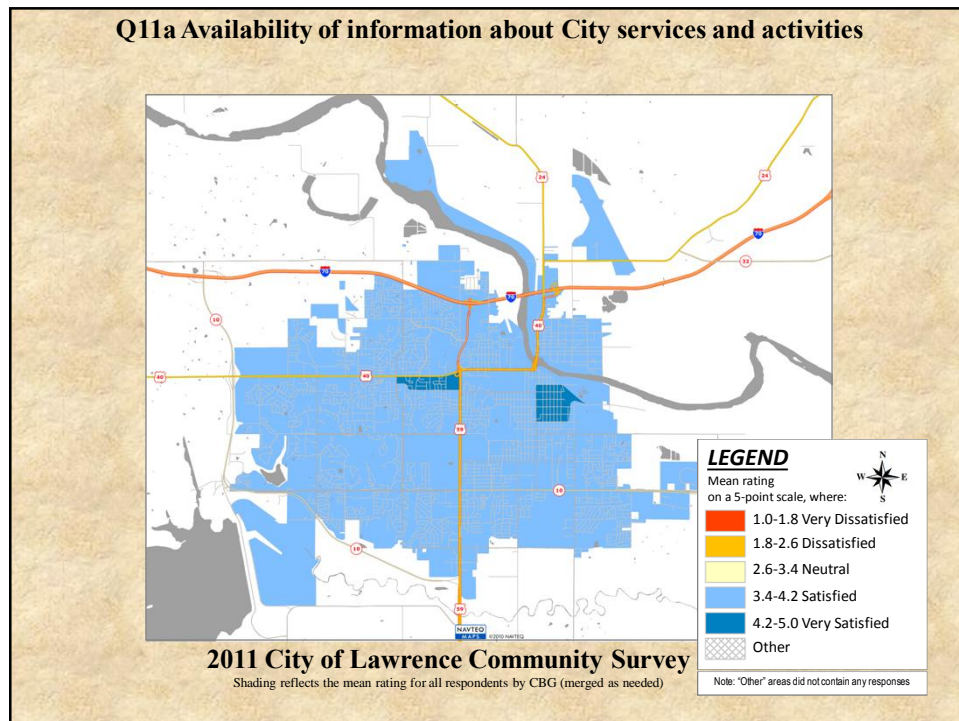 Q11a Availability of information about City services and activities
24
24
70
32
70
70
10
40
40
40
59
10
10
59
NAVTEQ
MAPS
©2010 NAVTEQ
LEGEND
Mean rating
on a 5-point scale, where:
N
W
E
S
1.0-1.8 Very Dissatisfied
1.8-2.6 Dissatisfied
2.6-3.4 Neutral
3.4-4.2 Satisfied
4.2-5.0 Very Satisfied
Other
Note: "Other" areas did not contain any responses
2011 City of Lawrence Community Survey
Shading reflects the mean rating for all respondents by CBG (merged as needed)